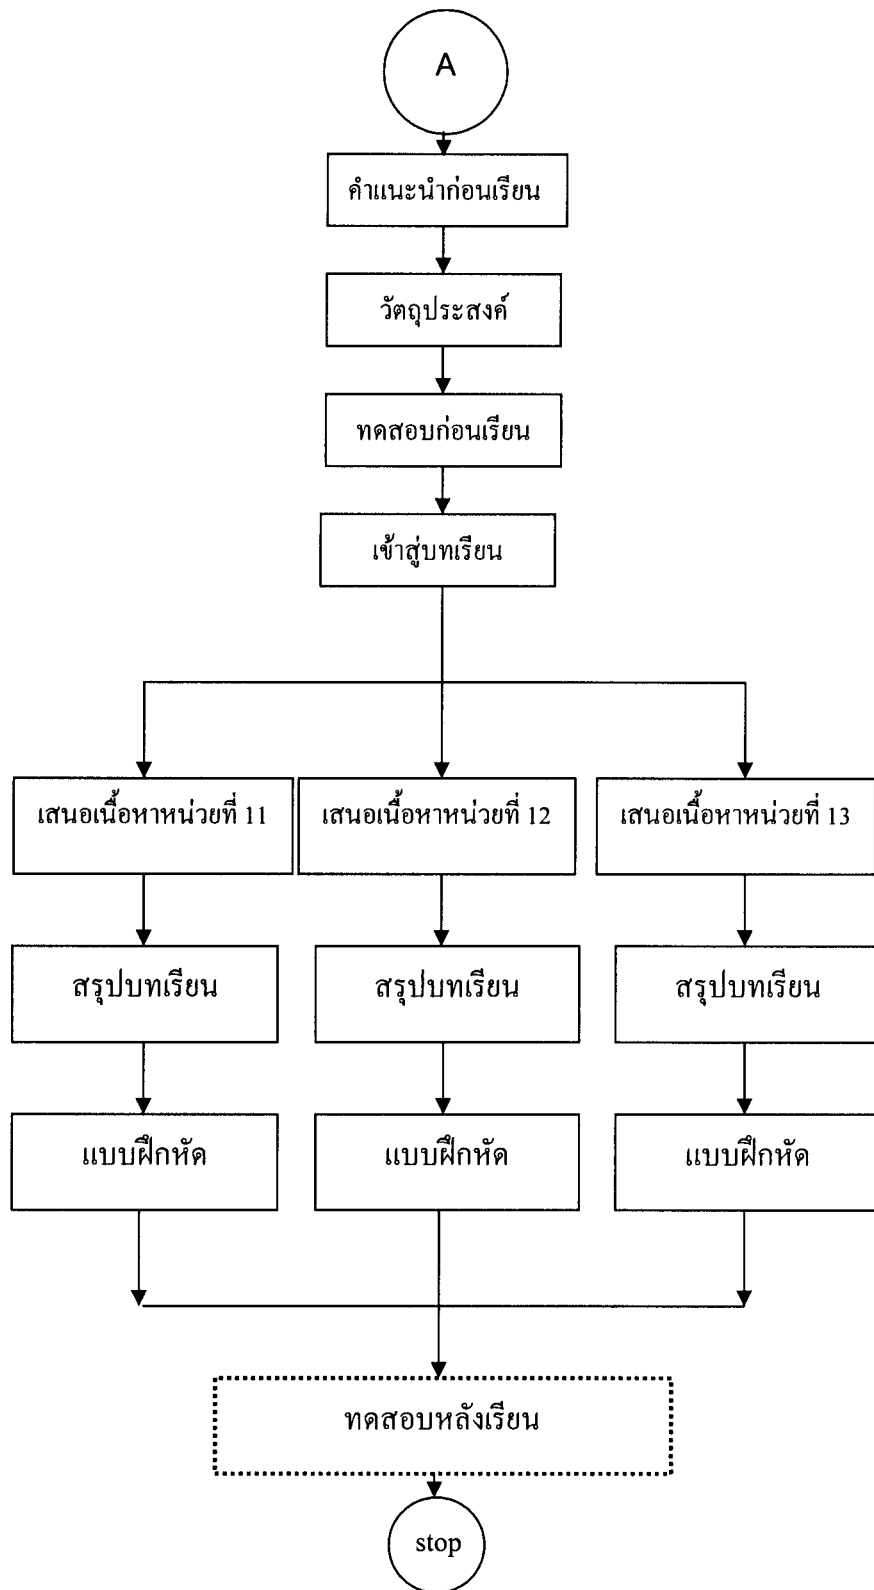 A
คำแนะนำก่อนเรียน
วัตถุประสงค์
ทดสอบก่อนเรียน
เข้าสู่บทเรียน
เสนอเนื้อหาหน่วยที่ 11
เสนอเนื้อหาหน่วยที่ 12
เสนอเนื้อหาหน่วยที่ 13
สรุปบทเรียน
สรุปบทเรียน
สรุปบทเรียน
แบบฝึกหัด
แบบฝึกหัด
แบบฝึกหัด
ทดสอบหลังเรียน
stop